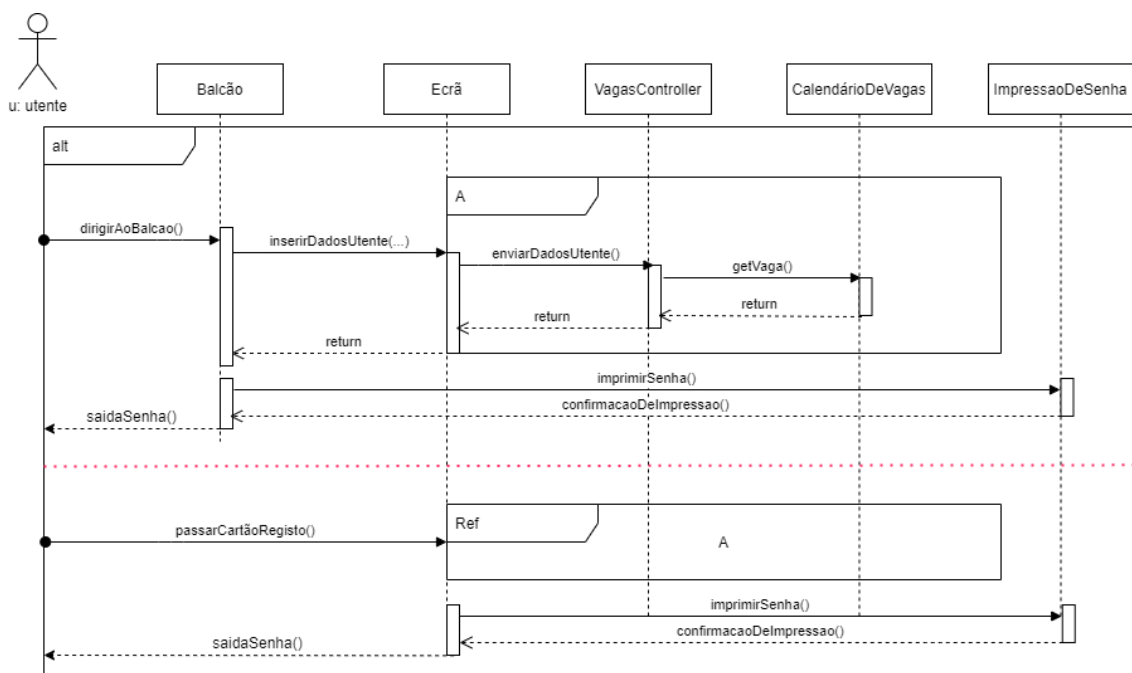 u: utente
Balcão
Ecrã
VagasController
CalendárioDeVagas
ImpressaoDeSenha
alt
A
dirigirAoBalcao()
inserirDadosUtente(...)
enviarDadosUtente()
getVaga()
return
return
return
imprimirSenha()
confirmacaoDeImpressao()
saidaSenha()
Ref
passarCartãoRegisto()
A
imprimirSenha()
confirmacaoDeImpressao()
saidaSenha()